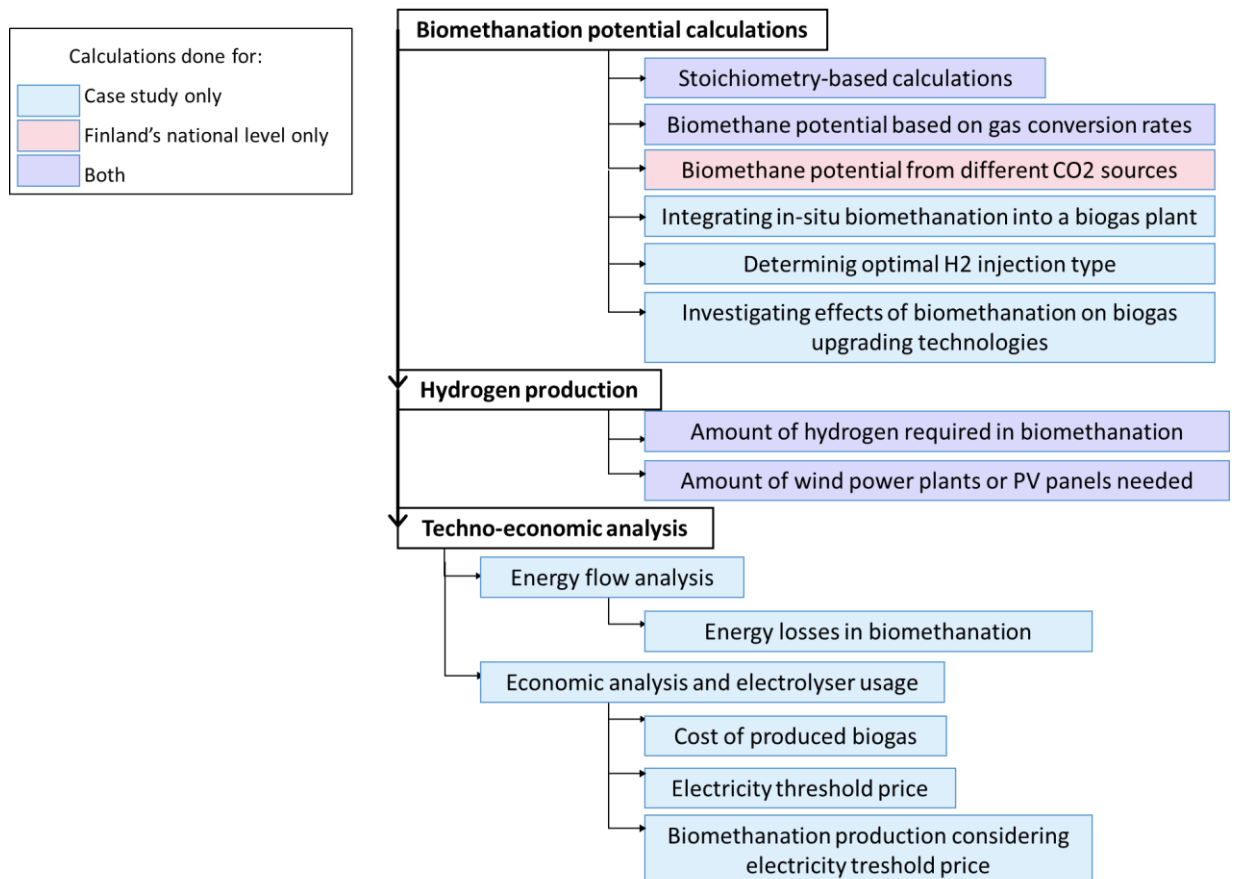 Calculations done for:
Case study only
Finland's national level only
Both
Biomethanation potential calculations
Stoichiometry-based calculations
Biomethane potential based on gas conversion rates
Biomethane potential from different CO2 sources
Integrating in-situ biomethanation into a biogas plant
Determinig optimal H2 injection type
Investigating effects of biomethanation on biogas
upgrading technologies
Hydrogen production
Amount of hydrogen required in biomethanation
Amount of wind power plants or PV panels needed
Techno-economic analysis
Energy flow analysis
Energy losses in biomethanation
Economic analysis and electrolyser usage
Cost of produced biogas
Electricity threshold price
Biomethanation production considering
electricity treshold price